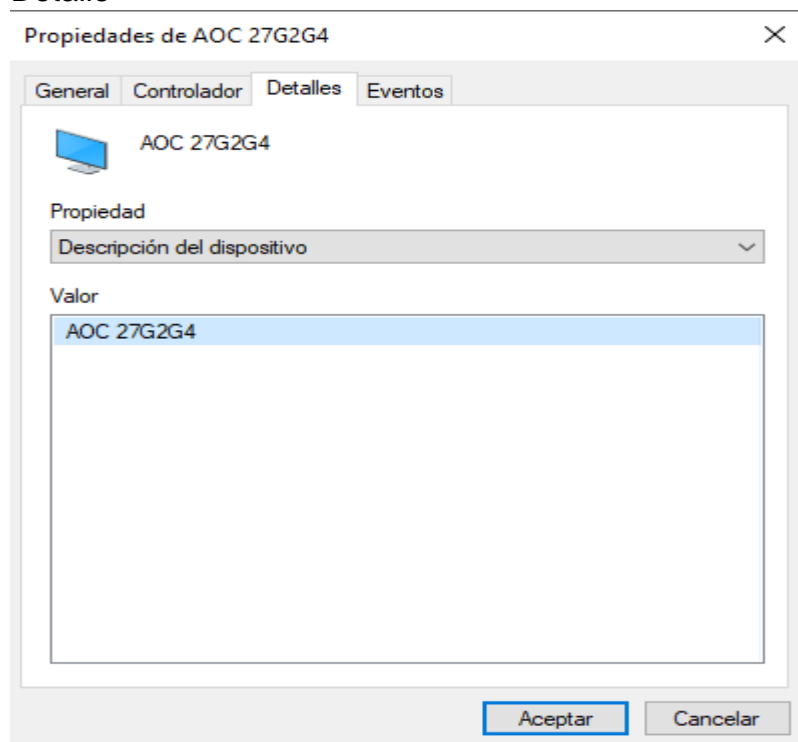 Detalle
Propiedades de AOC 27G2G4
General Controlador Detalles Eventos
AOC 27G2G4
Propiedad
Descripción del dispositivo
Valor
AOC 27G2G4
Aceptar Cancelar